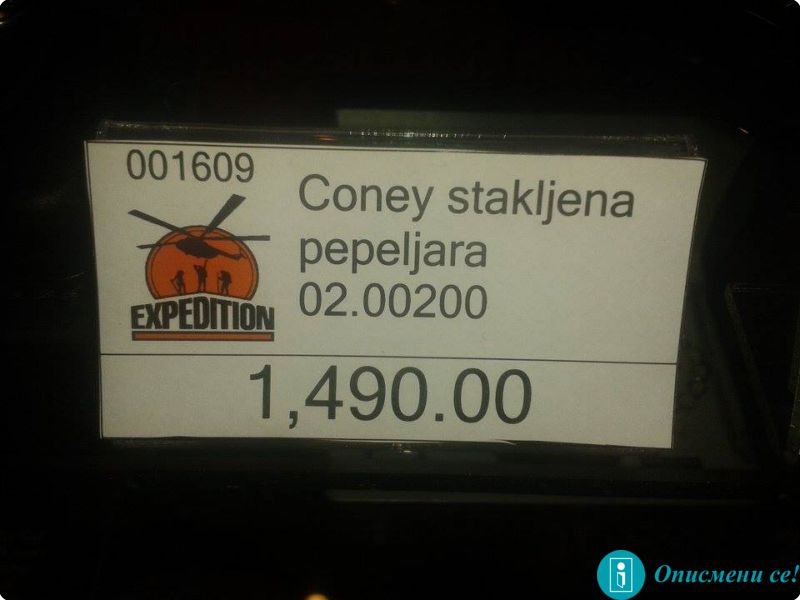 001609
Coney stakljena
pepeljara
02.00200
EXPEDITION
1,490.00
Описмени се!